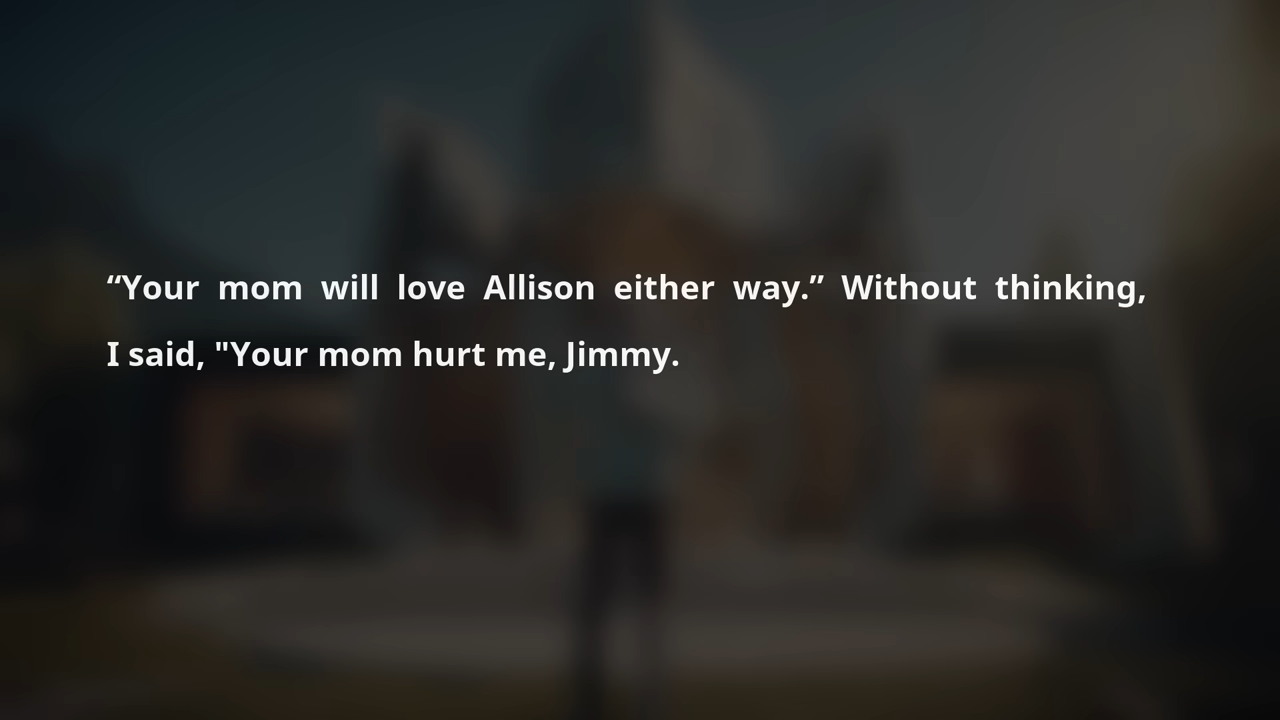 “Your mom will love Allison either way.” Without thinking,
I said, "Your mom hurt me, Jimmy.